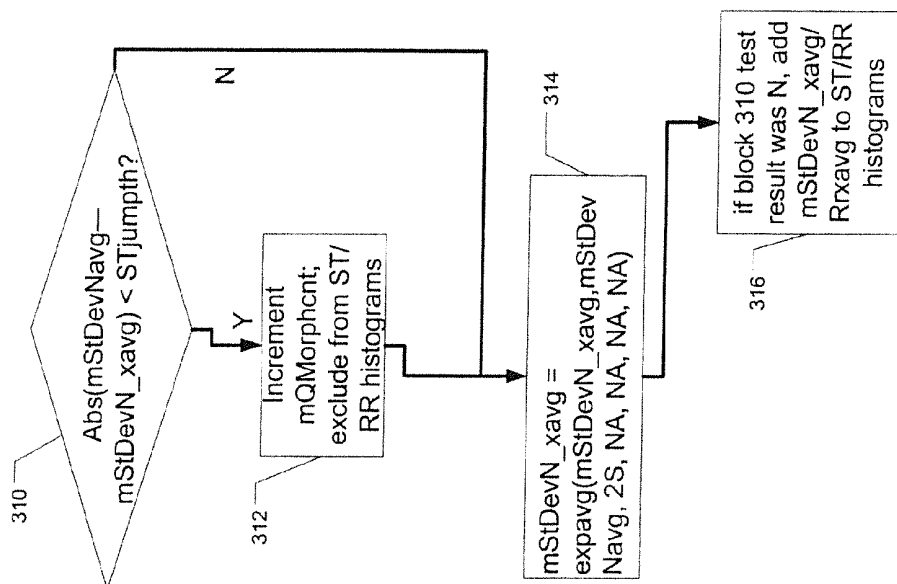 310
Abs(mStDevNavg—
mStDevN_xavg) < STjumpth?
Y
N
312
Increment
mQMorphcnt;
exclude from ST/
RR histograms
314
mStDevN_xavg =
expavg(mStDevN_xavg,mStDev
Navg, 2S, NA, NA, NA, NA)
316
if block 310 test
result was N, add
mStDevN_xavg/
Rrxavg to ST/RR
histograms